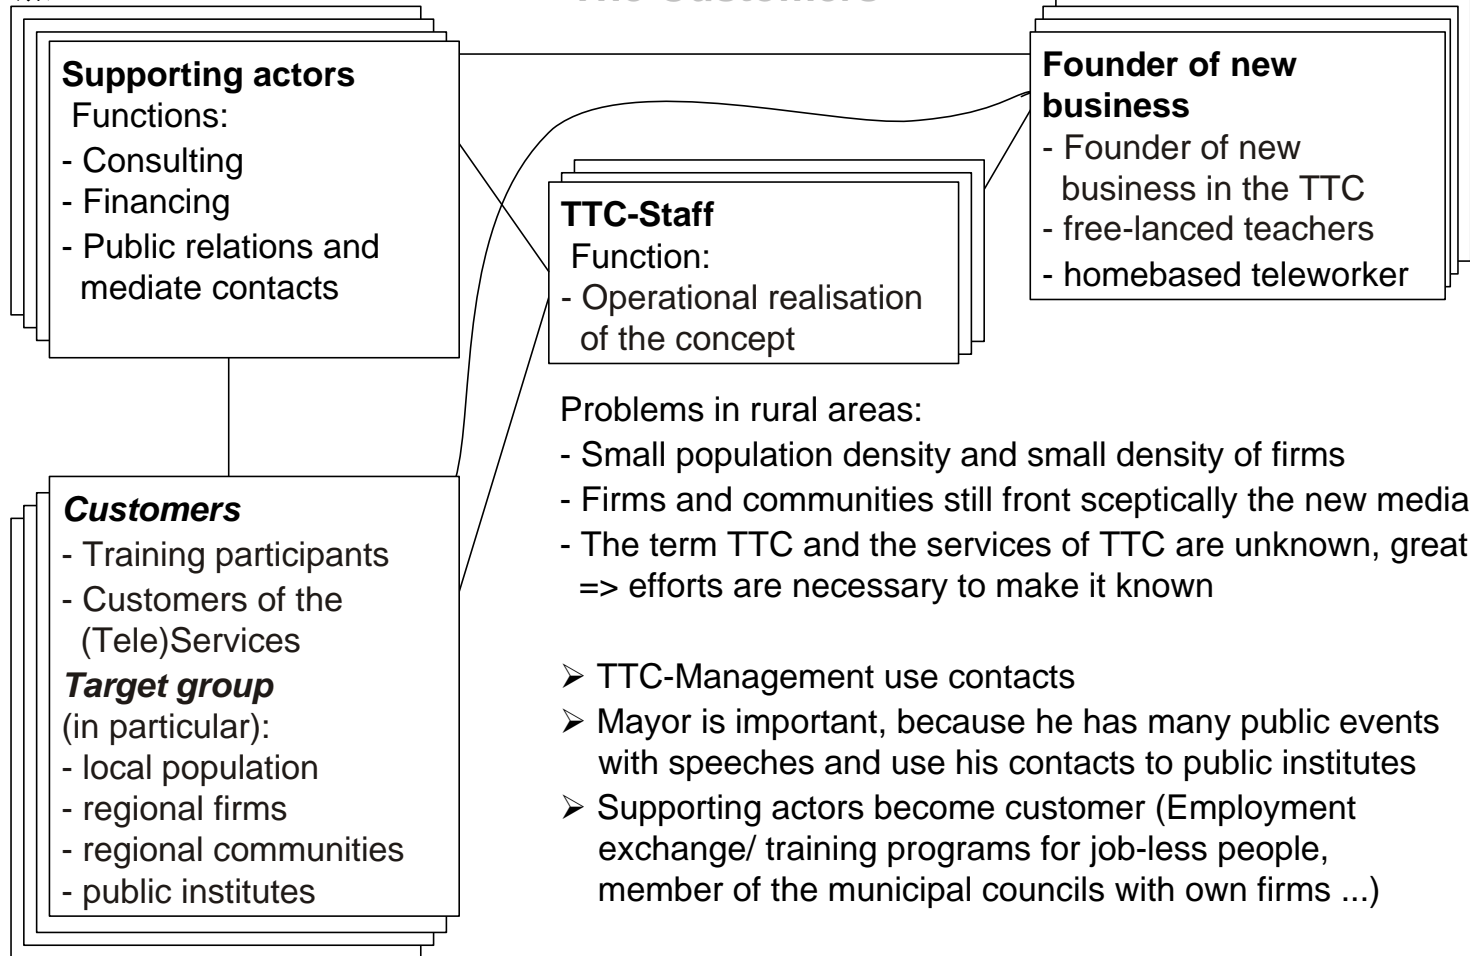 The Customers
Supporting actors
Functions:
- Consulting
- Financing
- Public relations and
mediate contacts
Founder of new
business
- Founder of new
business in the TTC
- free-lanced teachers
- homebased teleworker
TTC-Staff
Function:
- Operational realisation
of the concept
Customers
- Training participants
- Customers of the
(Tele)Services
Target group
(in particular):
- local population
- regional firms
- regional communities
- public institutes
Problems in rural areas:
- Small population density and small density of firms
- Firms and communities still front sceptically the new media
- The term TTC and the services of TTC are unknown, great
=> efforts are necessary to make it known
➢ TTC-Management use contacts
➢ Mayor is important, because he has many public events
with speeches and use his contacts to public institutes
➢ Supporting actors become customer (Employment
exchange/ training programs for job-less people,
member of the municipal councils with own firms ...)